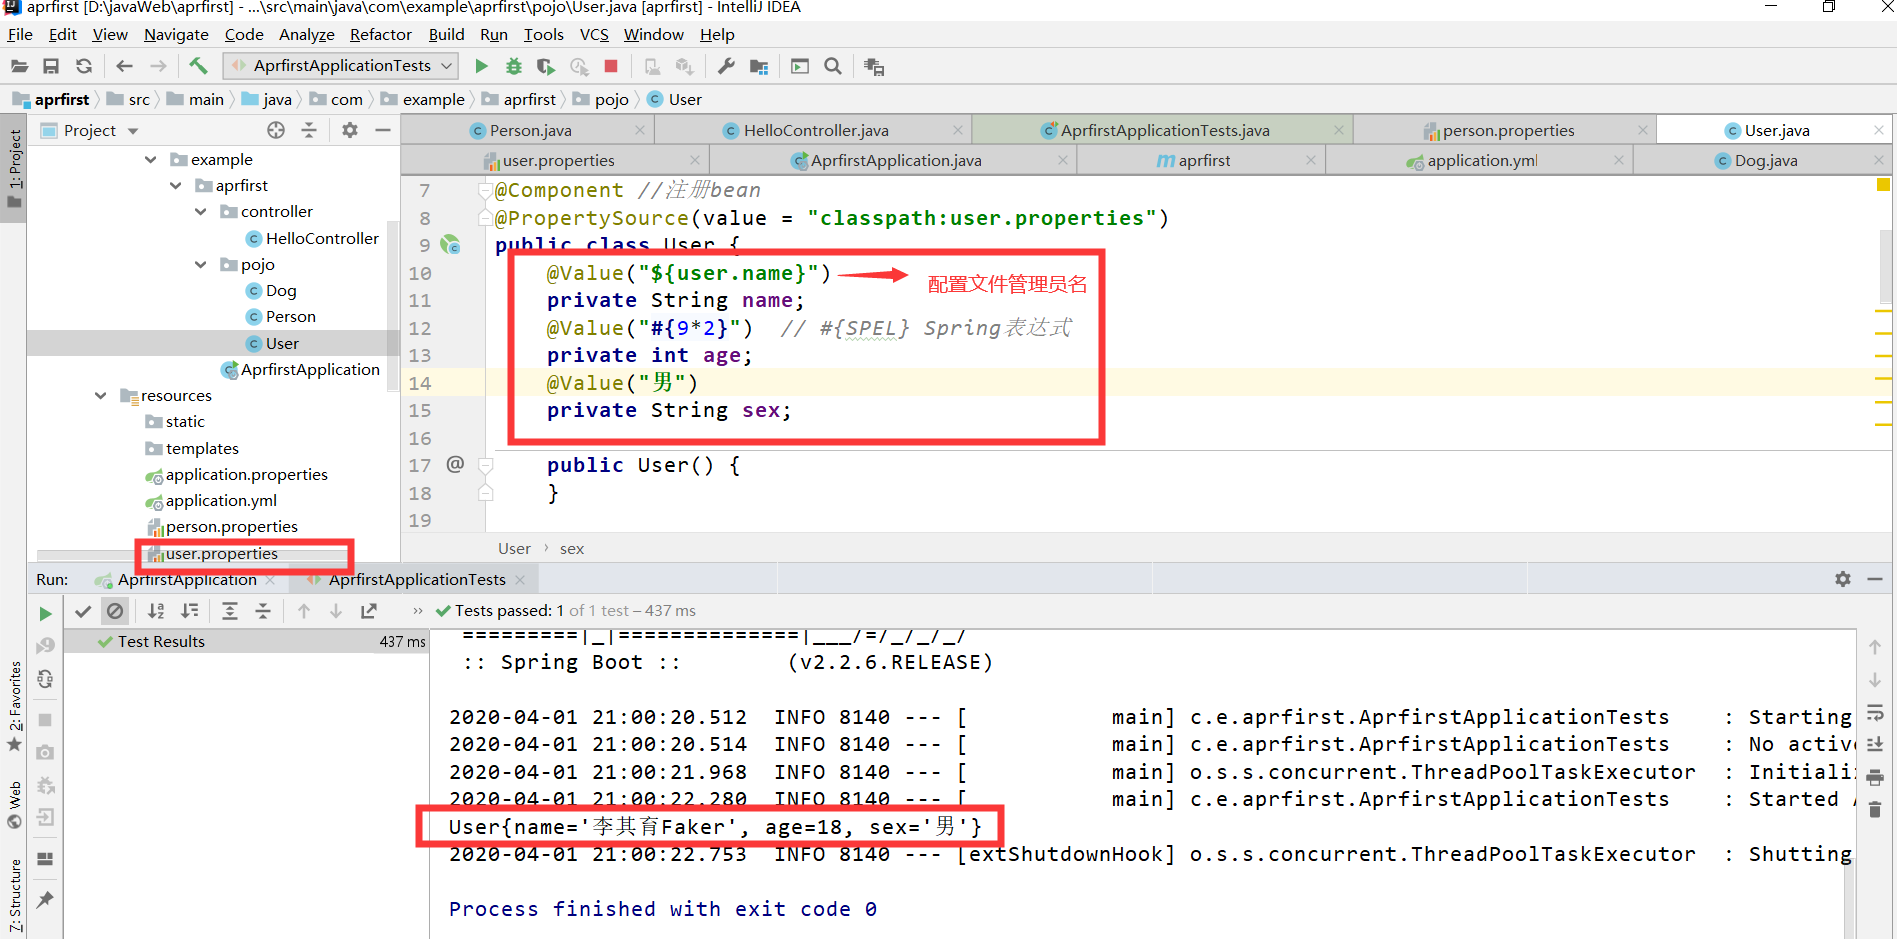 aprfirst [D:\javaWeb\aprfirst] - ...\src\main\java\com\example\aprfirst\pojo\User.java [aprfirst] - IntelliJ IDEA
File Edit View Navigate Code Analyze Refactor Build Run Tools VCS Window Help
AprfirstApplicationTests
aprfirst src main java com example aprfirst pojo User
1: Project
Project
example
aprfirst
controller
HelloController
pojo
Dog
Person
User
AprfirstApplication
resources
static
templates
application.properties
application.yml
person.properties
user.properties
Person.java HelloController.java AprfirstApplicationTests.java person.properties User.java
user.properties AprfirstApplication.java aprfirst application.yml Dog.java
7 @Component //注册bean
8 @PropertySource(value = "classpath:user.properties")
9 public class User {
10 @Value("${user.name}") 配置文件管理员名
11 private String name;
12 @Value("#{9*2}") // #{SPEL} Spring表达式
13 private int age;
14 @Value("男")
15 private String sex;
16
17 @ public User() {
18 }
19
User › sex
Run: AprfirstApplication AprfirstApplicationTests
» Tests passed: 1 of 1 test – 437 ms
Test Results 437 ms
=========|_|==============|___/=/_/_/_/
:: Spring Boot :: (v2.2.6.RELEASE)
2020-04-01 21:00:20.512 INFO 8140 --- [ main] c.e.aprfirst.AprfirstApplicationTests : Starting
2020-04-01 21:00:20.514 INFO 8140 --- [ main] c.e.aprfirst.AprfirstApplicationTests : No active
2020-04-01 21:00:21.968 INFO 8140 --- [ main] o.s.s.concurrent.ThreadPoolTaskExecutor : Initiali
2020-04-01 21:00:22.280 INFO 8140 --- [ main] c.e.aprfirst.AprfirstApplicationTests : Started
User{name='李其育Faker', age=18, sex='男'}
2020-04-01 21:00:22.753 INFO 8140 --- [extShutdownHook] o.s.s.concurrent.ThreadPoolTaskExecutor : Shutting
Process finished with exit code 0
2: Favorites
Web
7: Structure